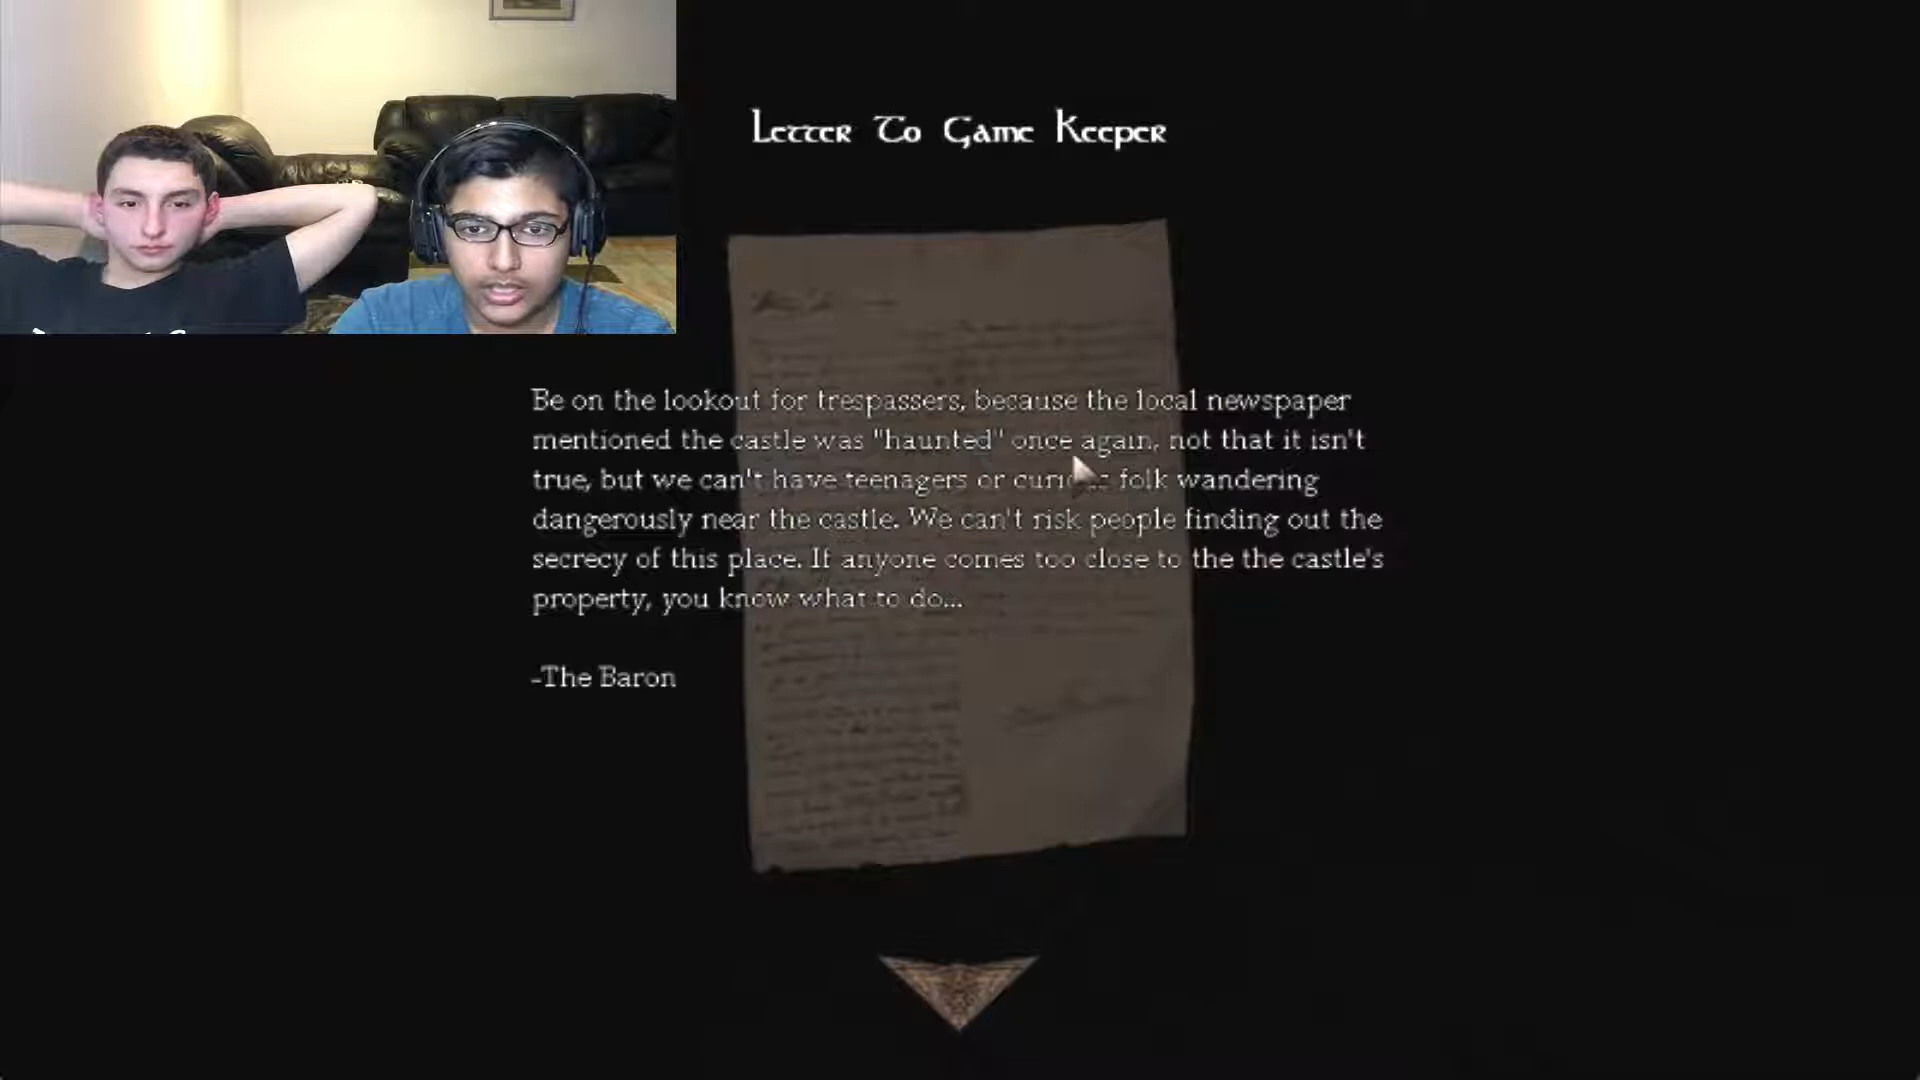 Letter To Game Keeper
Be on the lookout for trespassers, because the local newspaper
mentioned the castle was "haunted" once again, not that it isn't
true, but we can't have teenagers or curious folk wandering
dangerously near the castle. We can't risk people finding out the
secrecy of this place. If anyone comes too close to the the castle's
property, you know what to do...
-The Baron